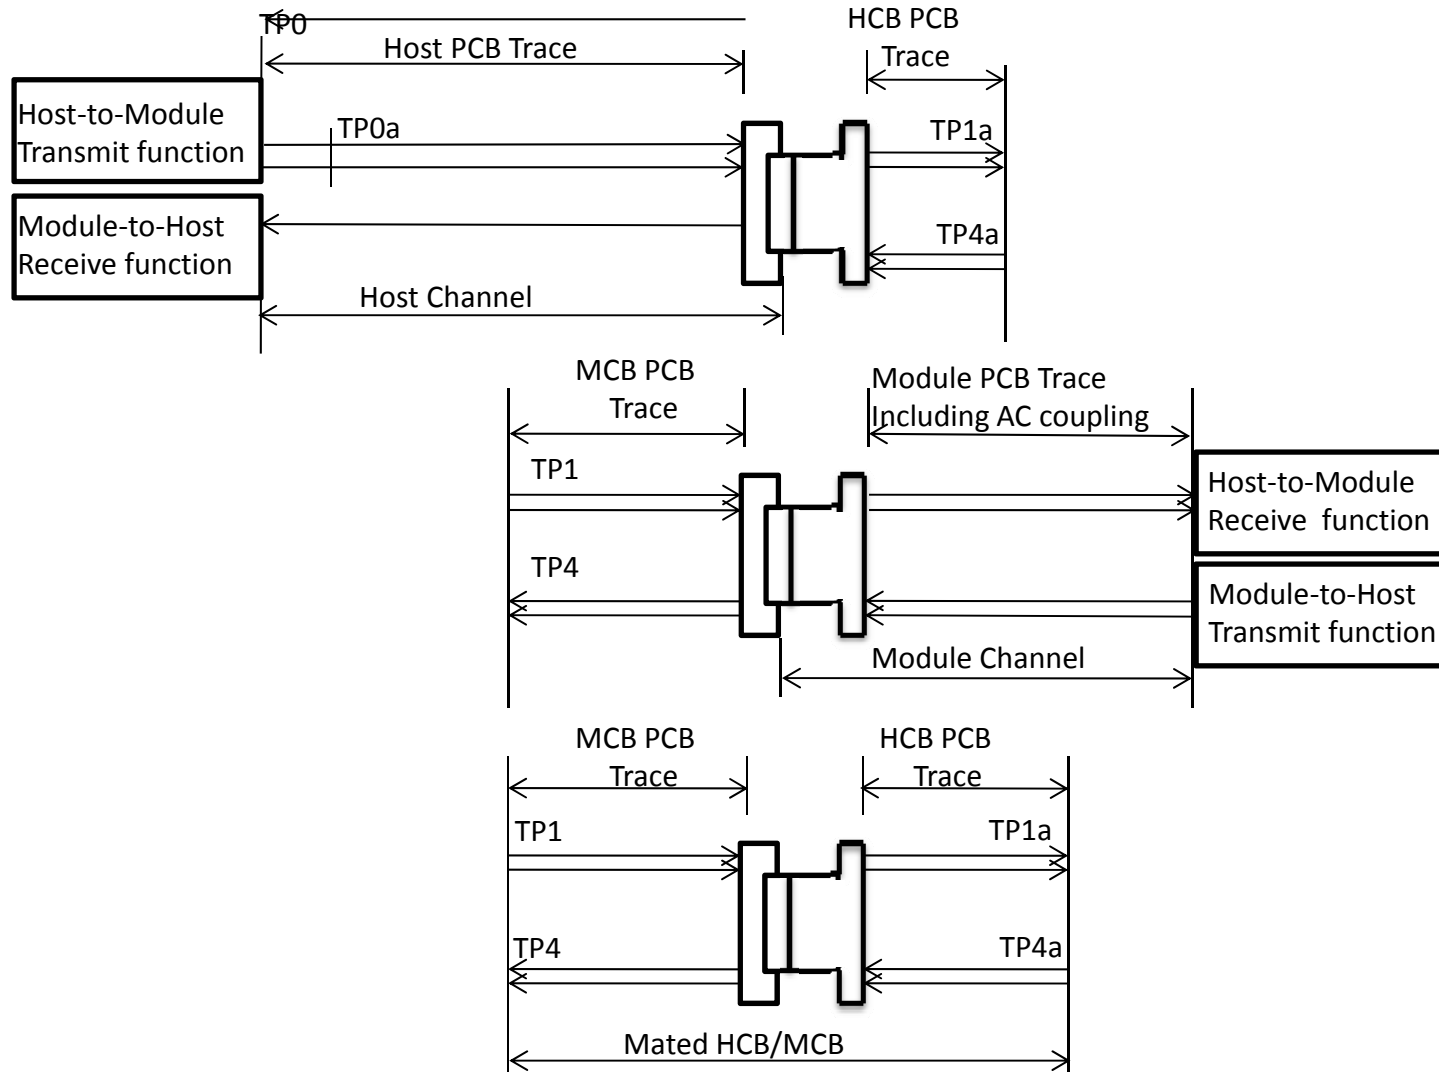 TP0
HCB PCB
Trace
Host PCB Trace
Host-to-Module
Transmit function
TP0a
TP1a
Module-to-Host
Receive function
TP4a
Host Channel
MCB PCB
Trace
Module PCB Trace
Including AC coupling
TP1
Host-to-Module
Receive function
TP4
Module-to-Host
Transmit function
Module Channel
MCB PCB
Trace
HCB PCB
Trace
TP1
TP1a
TP4
TP4a
Mated HCB/MCB